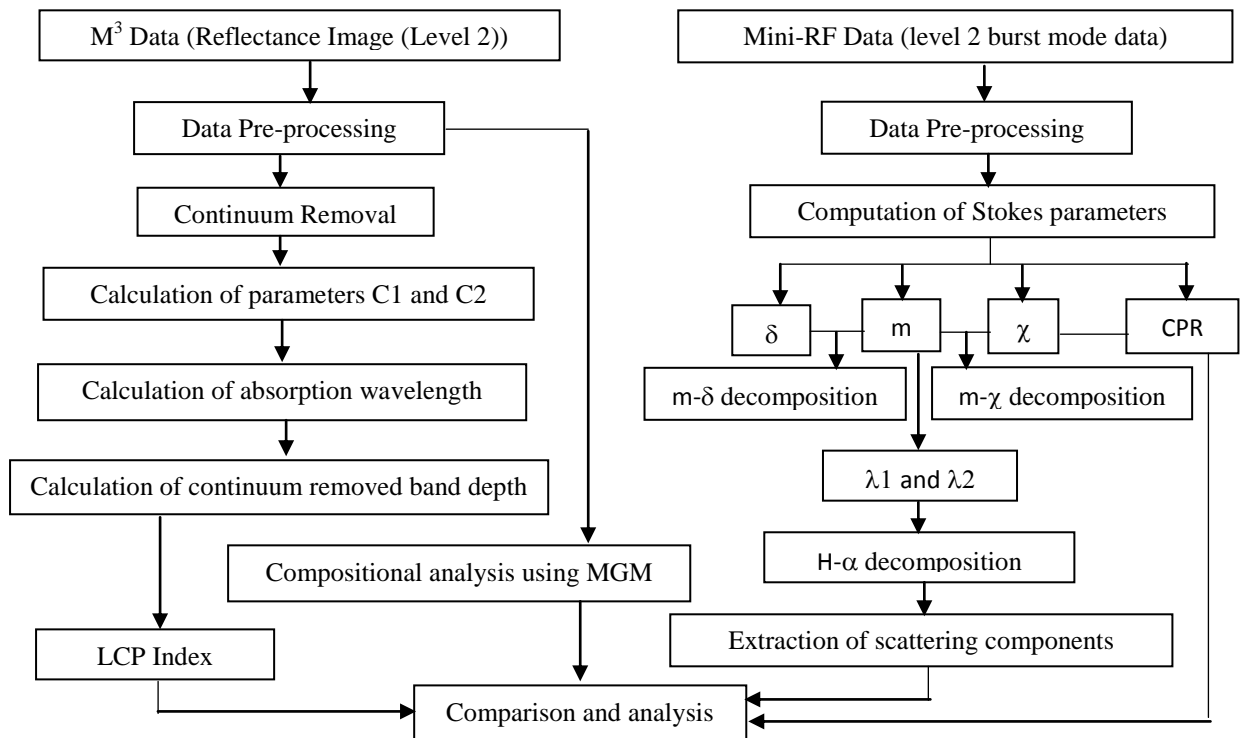 M³ Data (Reflectance Image (Level 2))
Data Pre-processing
Continuum Removal
Calculation of parameters C1 and C2
Calculation of absorption wavelength
Calculation of continuum removed band depth
Compositional analysis using MGM
LCP Index
Mini-RF Data (level 2 burst mode data)
Data Pre-processing
Computation of Stokes parameters
δ
m
χ
CPR
m-δ decomposition
m-χ decomposition
λ1 and λ2
H-α decomposition
Extraction of scattering components
Comparison and analysis